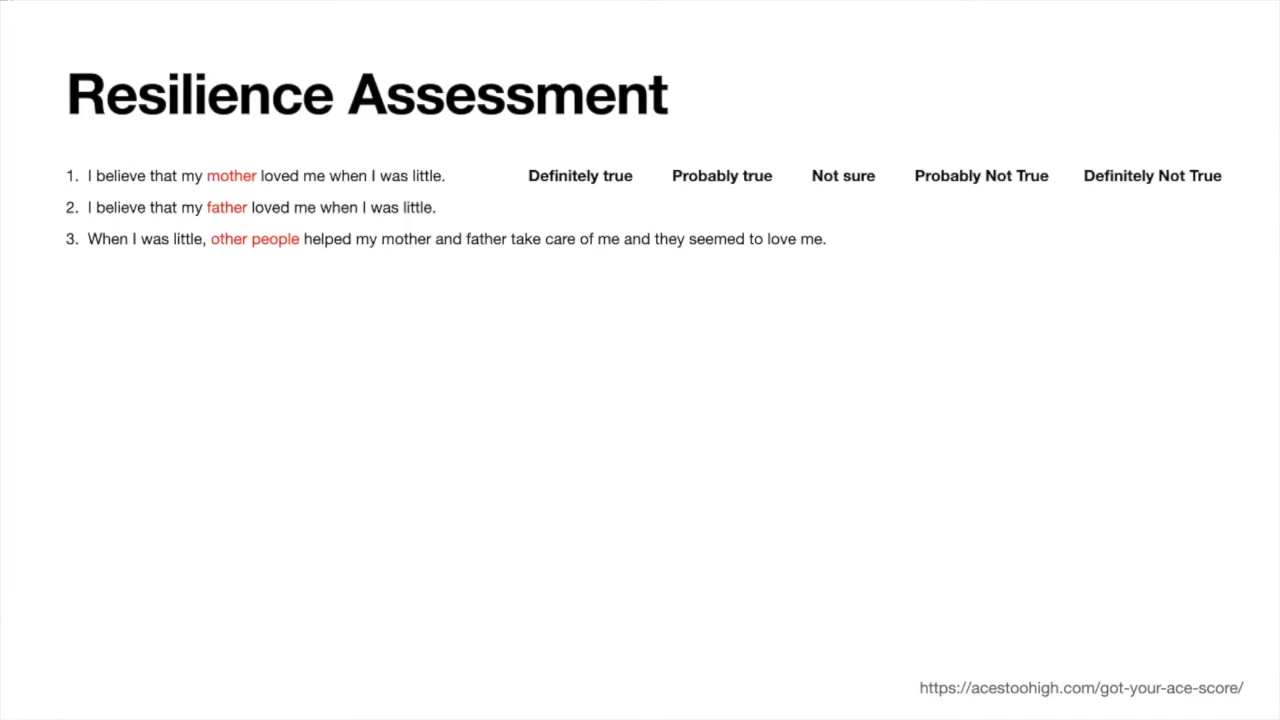 Resilience Assessment
1. I believe that my mother loved me when I was little. Definitely true Probably true Not sure Probably Not True Definitely Not True
2. I believe that my father loved me when I was little.
3. When I was little, other people helped my mother and father take care of me and they seemed to love me.
https://acestoohigh.com/got-your-ace-score/